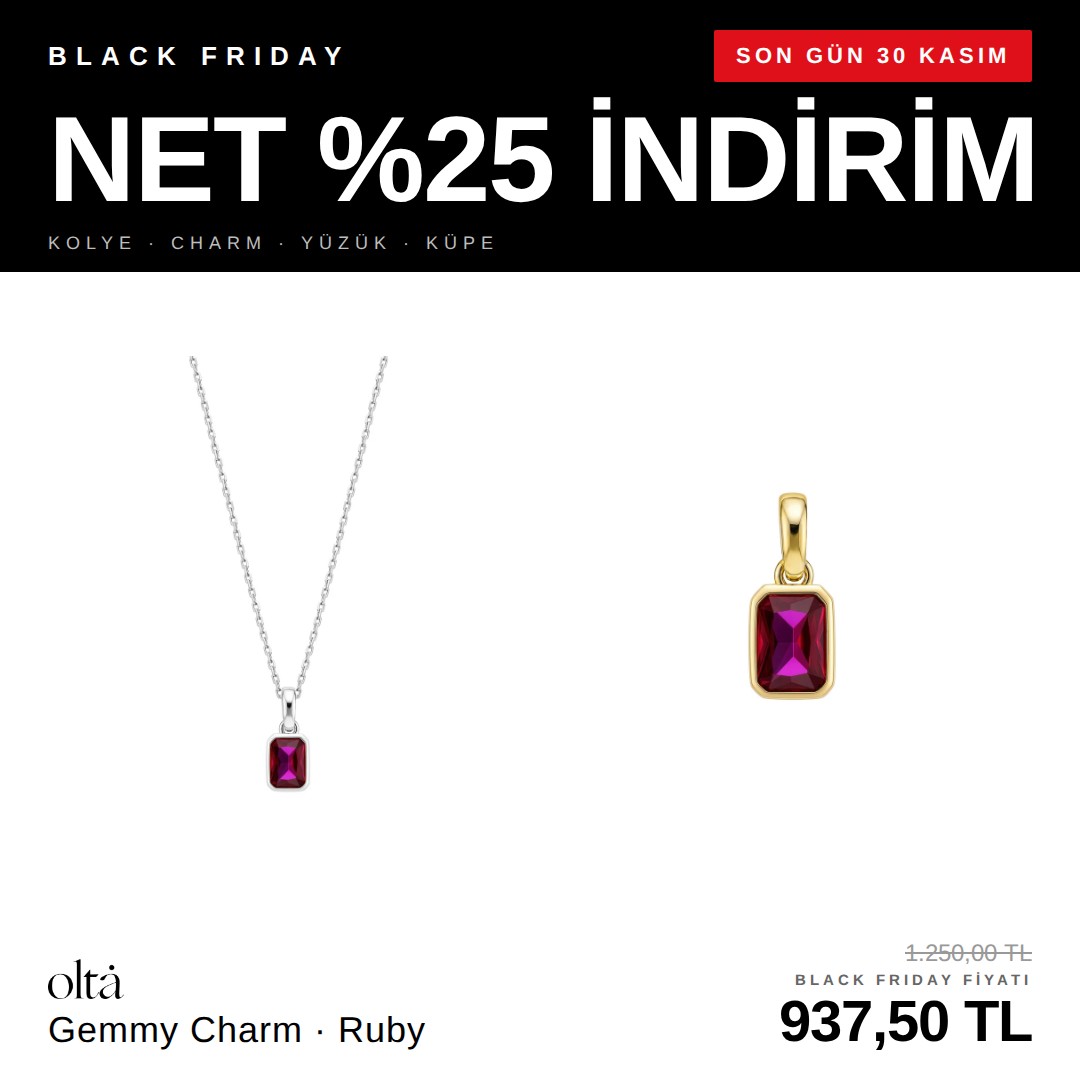 BLACK FRIDAY
SON GÜN 30 KASIM
NET %25 İNDİRİM
KOLYE · CHARM · YÜZÜK · KÜPE
1.250,00 TL
BLACK FRIDAY FİYATI
937,50 TL
olta
Gemmy Charm · Ruby